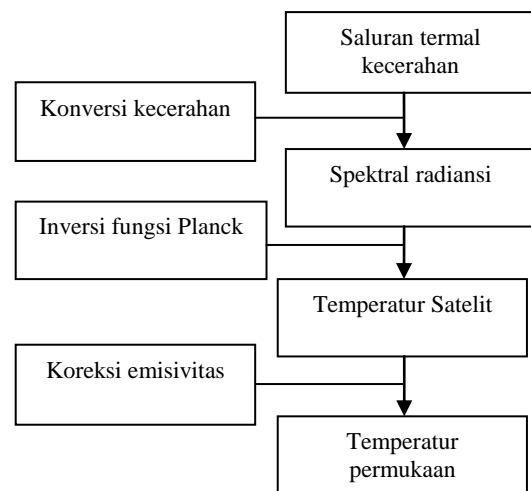 Saluran termal
kecerahan
Konversi kecerahan
Spektral radiansi
Inversi fungsi Planck
Temperatur Satelit
Koreksi emisivitas
Temperatur
permukaan